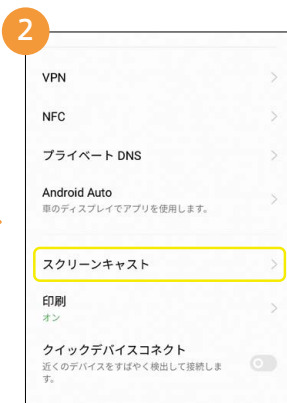 2
VPN
NFC
プライベート DNS
Android Auto
車のディスプレイでアプリを使用します。
スクリーンキャスト
印刷
オン
クイックデバイスコネクト
近くのデバイスをすばやく検出して接続しま
す。